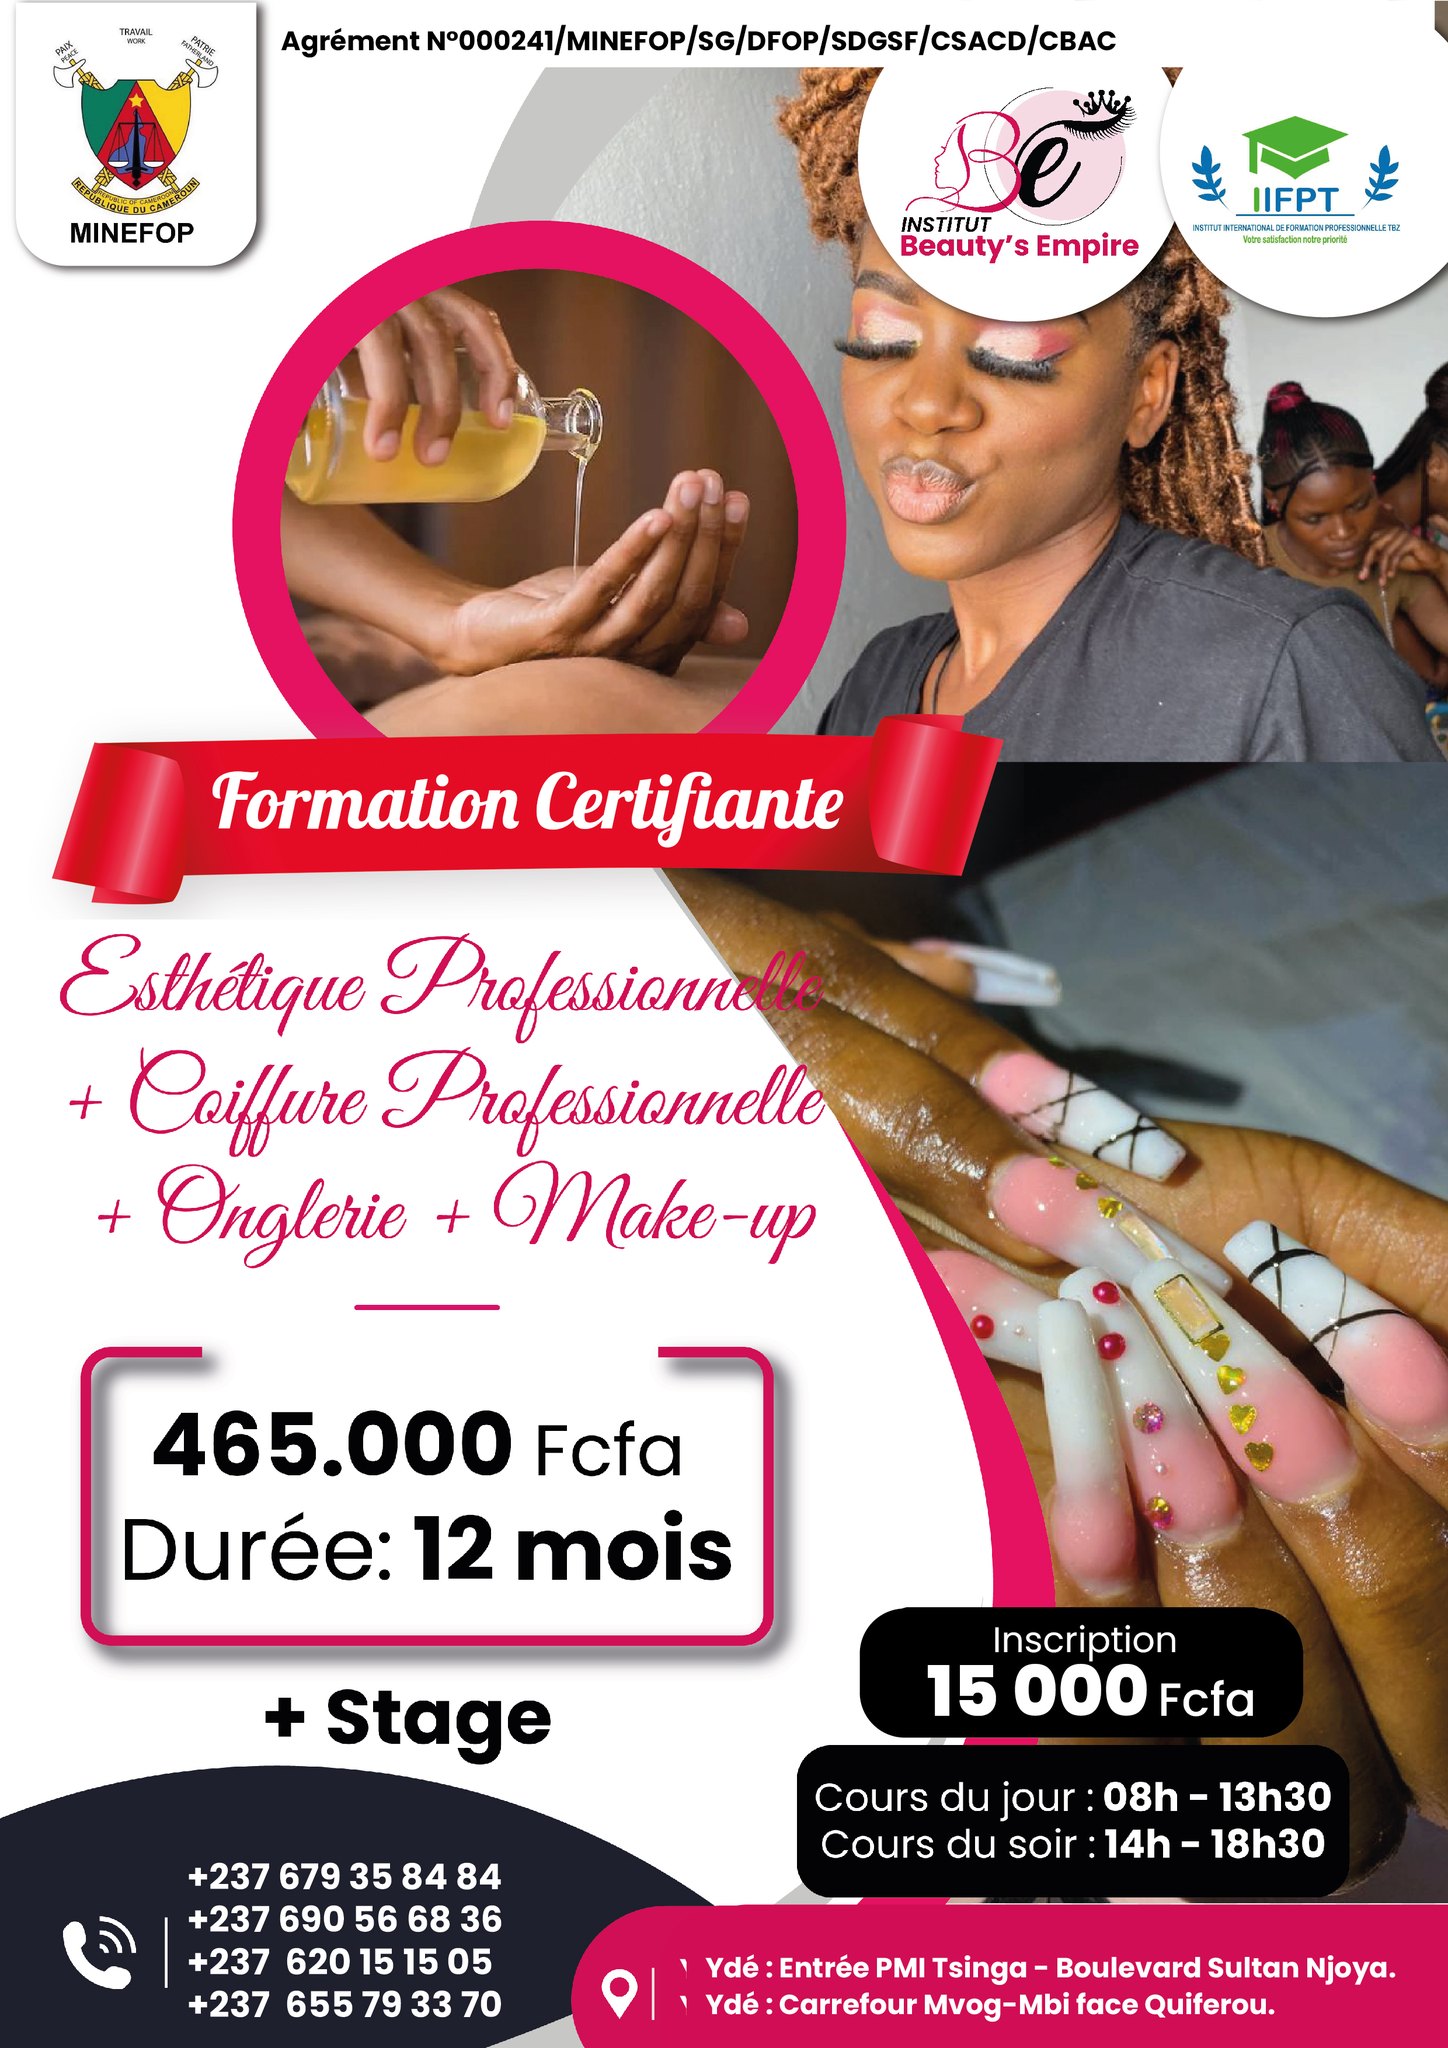 Agrément N°000241/MINEFOP/SG/DFOP/SDGSF/CSACD/CBAC
TRAVAIL
WORK
PAIX
PEACE
PATRIE
FATHERLAND
REPUBLIC OF CAMEROON
REPUBLIQUE DU CAMEROUN
MINEFOP
Be
INSTITUT
Beauty's Empire
IIFPT
INSTITUT INTERNATIONAL DE FORMATION PROFESSIONNELLE TBZ
Votre satisfaction notre priorité
Formation Certifiante
Esthétique Professionnelle
+ Coiffure Professionnelle
+ Onglerie + Make-up
465.000 Fcfa
Durée: 12 mois
+ Stage
Inscription
15 000 Fcfa
Cours du jour : 08h - 13h30
Cours du soir : 14h - 18h30
+237 679 35 84 84
+237 690 56 68 36
+237 620 15 15 05
+237 655 79 33 70
Ydé : Entrée PMI Tsinga - Boulevard Sultan Njoya.
Ydé : Carrefour Mvog-Mbi face Quiferou.